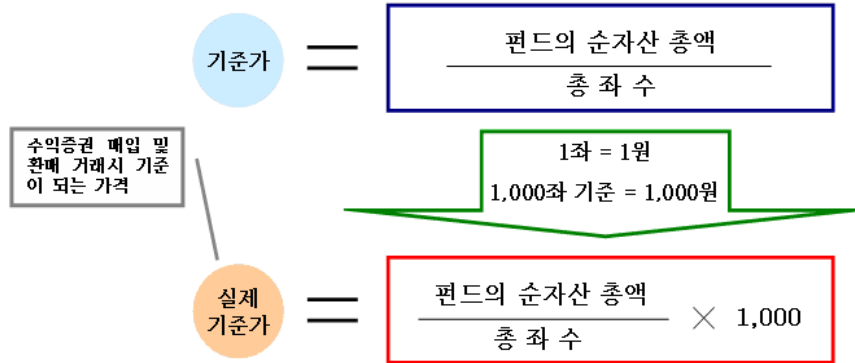 기준가
=
펀드의 순자산 총액
총 좌 수
수익증권 매입 및
환매 거래시 기준
이 되는 가격
1좌 = 1원
1,000좌 기준 = 1,000원
실제
기준가
=
펀드의 순자산 총액
총 좌 수
× 1,000